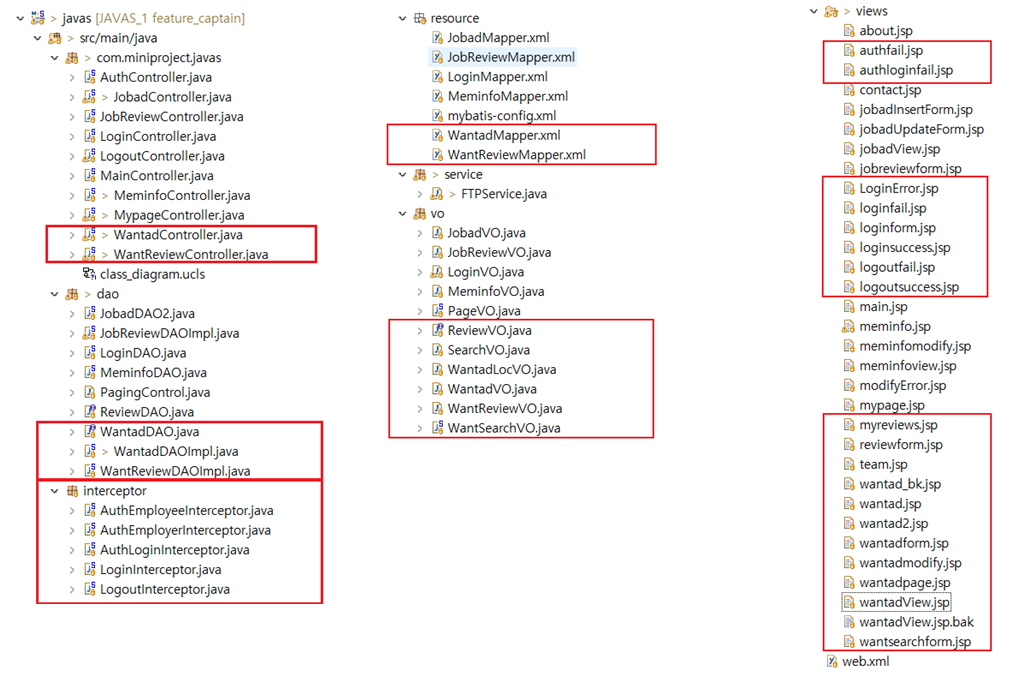 javas [JAVAS_1 feature_captain]
src/main/java
com.miniproject.javas
AuthController.java
JobadController.java
JobReviewController.java
LoginController.java
LogoutController.java
MainController.java
MeminfoController.java
MypageController.java
WantadController.java
WantReviewController.java
class_diagram.ucls
dao
JobadDAO2.java
JobReviewDAOImpl.java
LoginDAO.java
MeminfoDAO.java
PagingControl.java
ReviewDAO.java
WantadDAO.java
WantadDAOImpl.java
WantReviewDAOImpl.java
interceptor
AuthEmployeeInterceptor.java
AuthEmployerInterceptor.java
AuthLoginInterceptor.java
LoginInterceptor.java
LogoutInterceptor.java
resource
JobadMapper.xml
JobReviewMapper.xml
LoginMapper.xml
MeminfoMapper.xml
mybatis-config.xml
WantadMapper.xml
WantReviewMapper.xml
service
FTPService.java
vo
JobadVO.java
JobReviewVO.java
LoginVO.java
MeminfoVO.java
PageVO.java
ReviewVO.java
SearchVO.java
WantadLocVO.java
WantadVO.java
WantReviewVO.java
WantSearchVO.java
views
about.jsp
authfail.jsp
authloginfail.jsp
contact.jsp
jobadInsertForm.jsp
jobadUpdateForm.jsp
jobadView.jsp
jobreviewform.jsp
LoginError.jsp
loginfail.jsp
loginform.jsp
loginsuccess.jsp
logoutfail.jsp
logoutsuccess.jsp
main.jsp
meminfo.jsp
meminfomodify.jsp
meminfoview.jsp
modifyError.jsp
mypage.jsp
myreviews.jsp
reviewform.jsp
team.jsp
wantad_bk.jsp
wantad.jsp
wantad2.jsp
wantadform.jsp
wantadmodify.jsp
wantadpage.jsp
wantadView.jsp
wantadView.jsp.bak
wantsearchform.jsp
web.xml